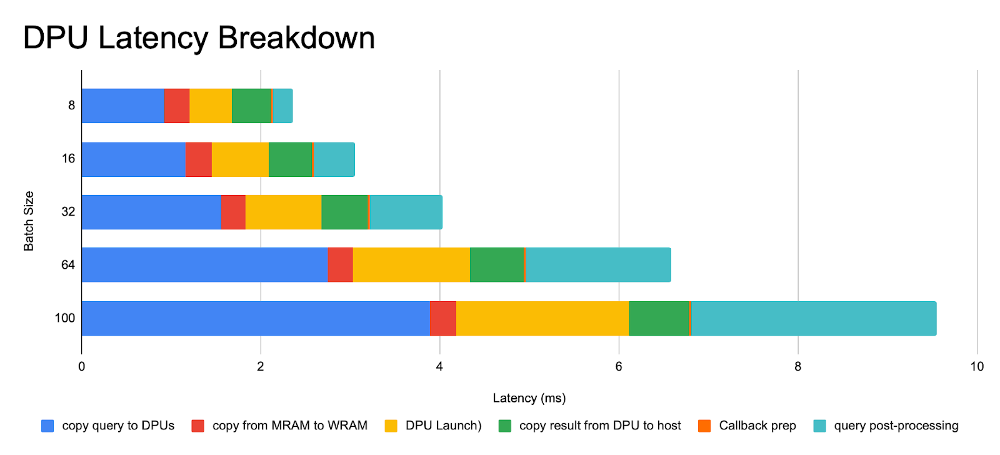 DPU Latency Breakdown
Batch Size
8
16
32
64
100
0 2 4 6 8 10
Latency (ms)
copy query to DPUs copy from MRAM to WRAM DPU Launch) copy result from DPU to host Callback prep query post-processing